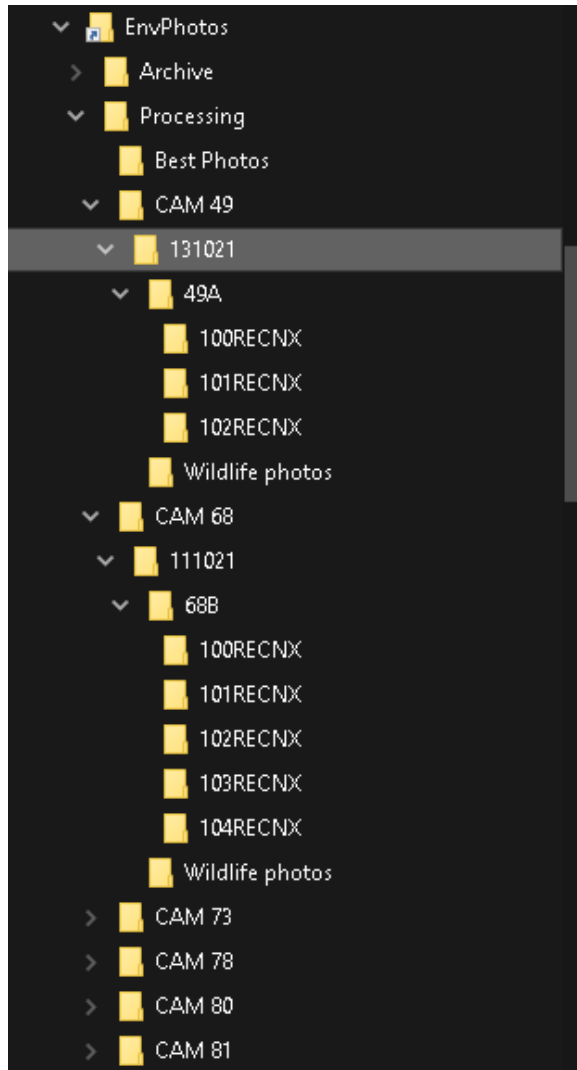 EnvPhotos
Archive
Processing
Best Photos
CAM 49
131021
49A
100RECNX
101RECNX
102RECNX
Wildlife photos
CAM 68
111021
68B
100RECNX
101RECNX
102RECNX
103RECNX
104RECNX
Wildlife photos
CAM 73
CAM 78
CAM 80
CAM 81